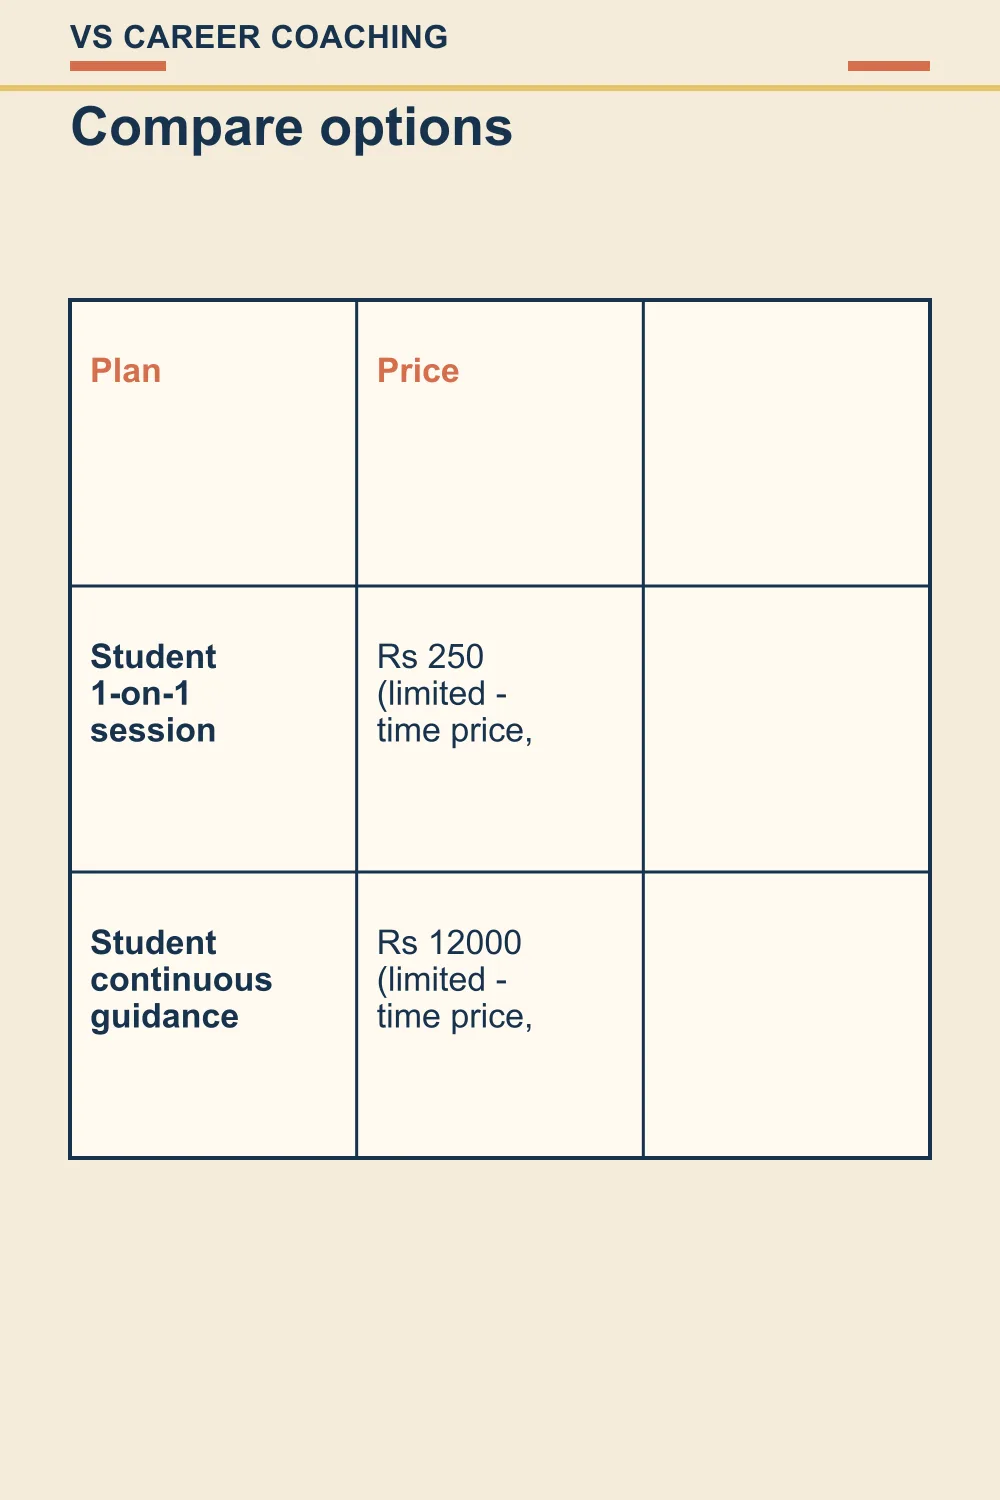 VS CAREER COACHING
Compare options
Plan
Price
Student
1-on-1
session
Rs 250
(limited -
time price,
Student
continuous
guidance
Rs 12000
(limited -
time price,